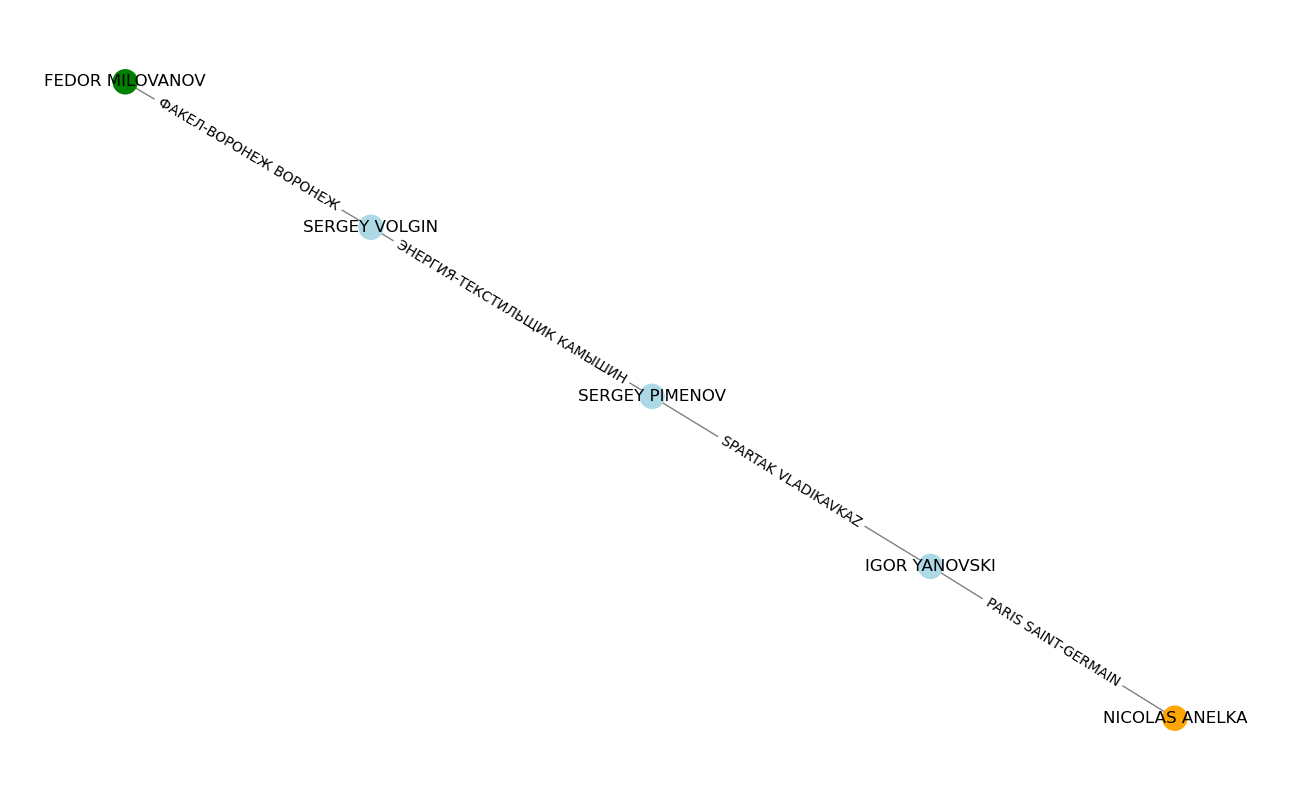 FEDOR MILOVANOV
ФАКЕЛ-ВОРОНЕЖ ВОРОНЕЖ
SERGEY VOLGIN
ЭНЕРГИЯ-ТЕКСТИЛЬЩИК КАМЫШИН
SERGEY PIMENOV
SPARTAK VLADIKAVKAZ
IGOR YANOVSKI
PARIS SAINT-GERMAIN
NICOLAS ANELKA